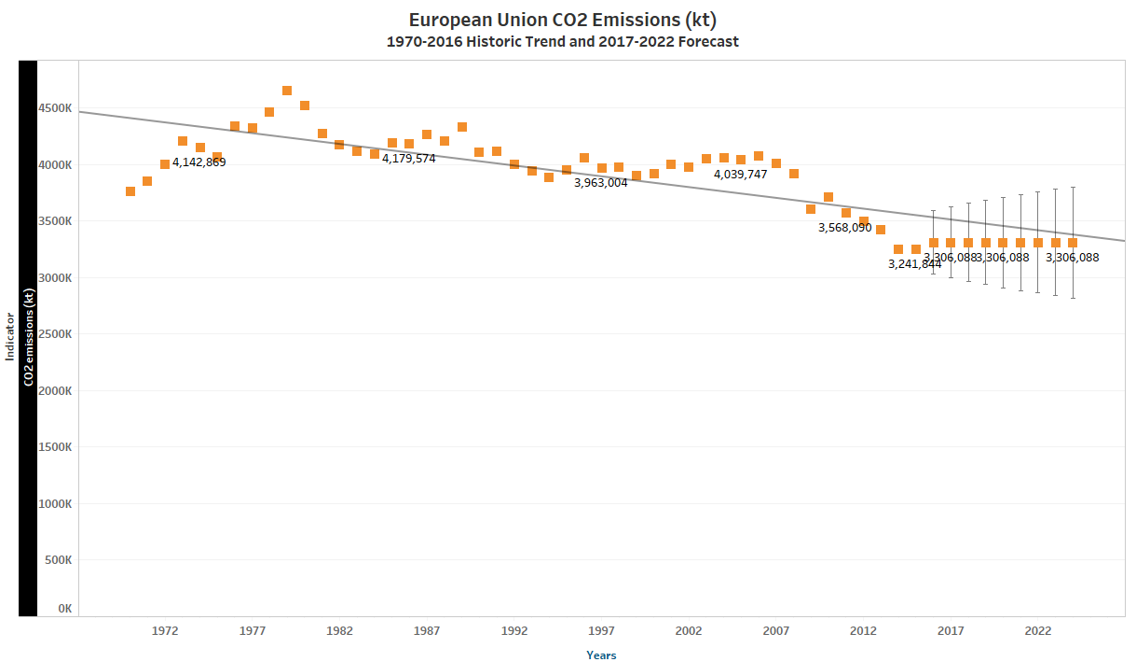 European Union CO2 Emissions (kt)
1970-2016 Historic Trend and 2017-2022 Forecast
Indicator
CO2 emissions (kt)
4500K
4000K
3500K
3000K
2500K
2000K
1500K
1000K
500K
0K
4,142,869
4,179,574
3,963,004
4,039,747
3,568,090
3,241,844
3,306,088
3,306,088
3,306,088
1972
1977
1982
1987
1992
1997
2002
2007
2012
2017
2022
Years